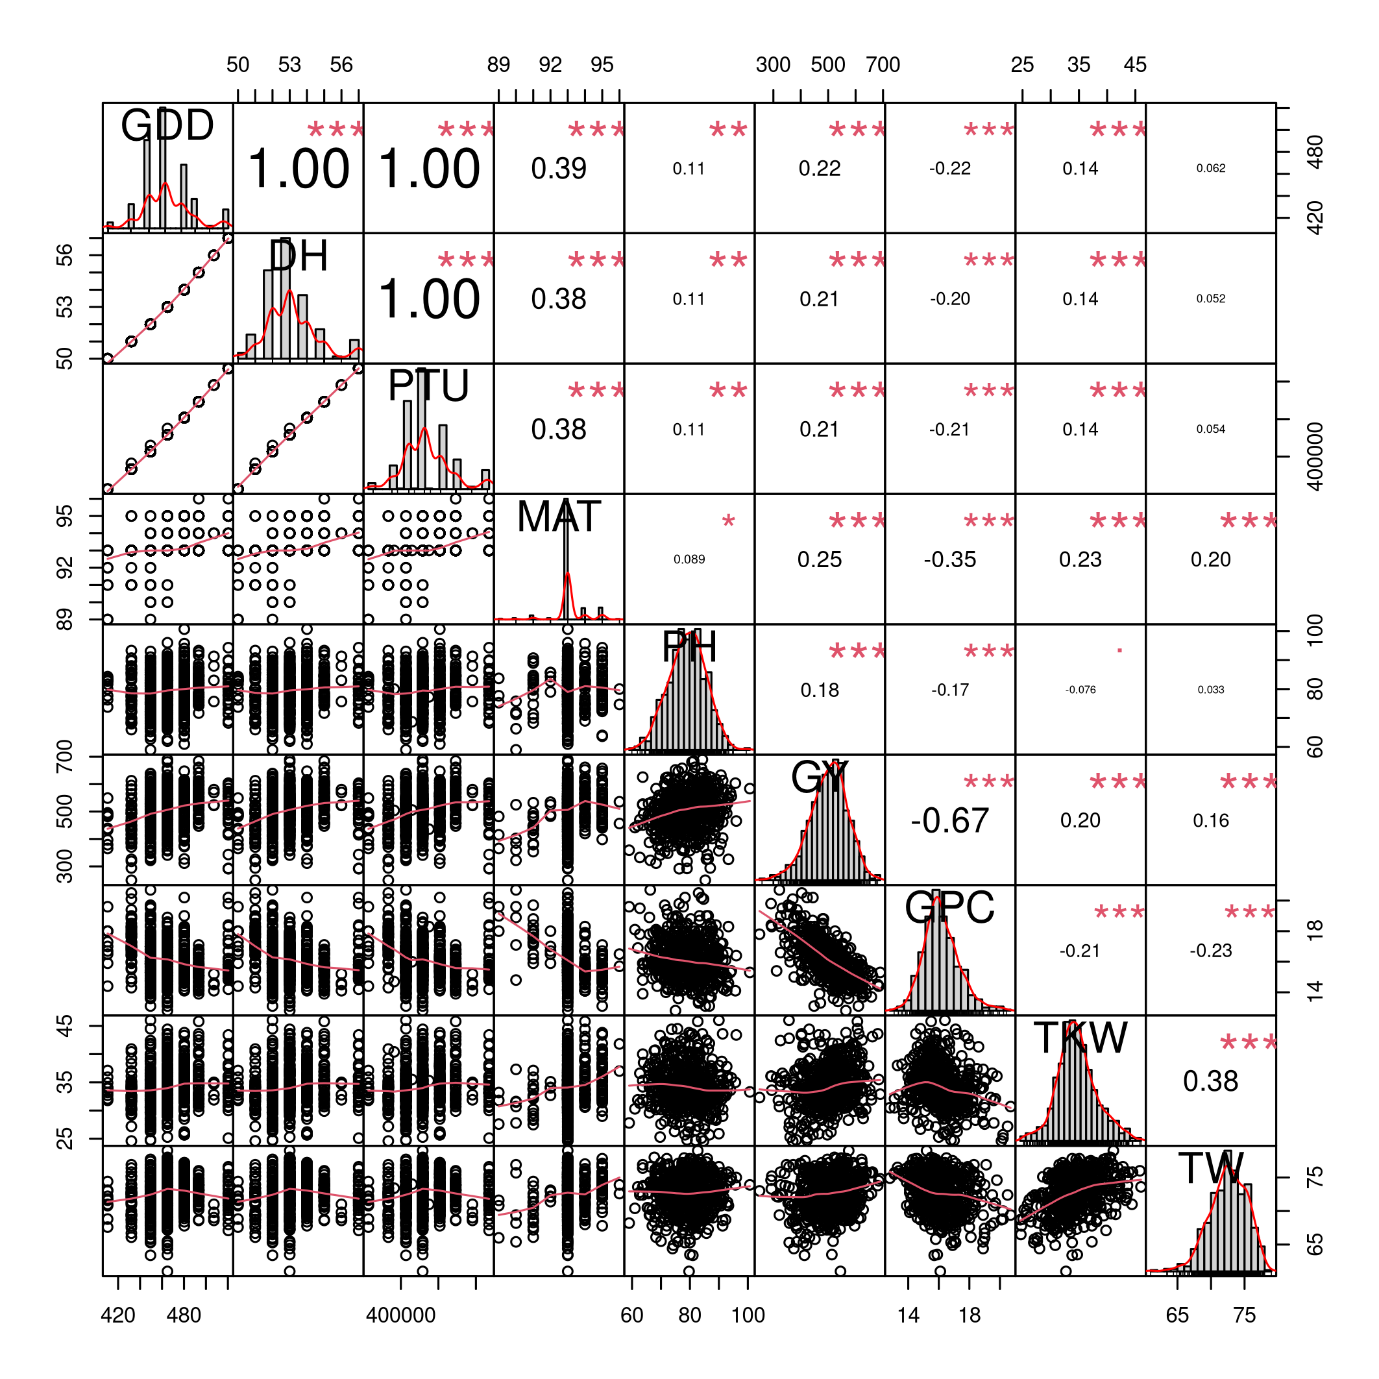 50 53 56 89 92 95 300 500 700 25 35 45
GDD *** *** *** ** *** *** ***
1.00 1.00 0.39 0.11 0.22 -0.22 0.14 0.062
420 480
50 53 56
DH *** *** ** *** *** ***
1.00 0.38 0.11 0.21 -0.20 0.14 0.052
PTU *** ** *** *** ***
0.38 0.11 0.21 -0.21 0.14 0.054
400000
89 92 95
MAT * *** *** *** ***
0.089 0.25 -0.35 0.23 0.20
PH *** *** .
0.18 -0.17 -0.076 0.033
60 80 100
300 500 700
GY *** *** ***
-0.67 0.20 0.16
GPC *** ***
-0.21 -0.23
14 18
25 35 45
TKW ***
0.38
TW
65 75
420 480 400000 60 80 100 14 18 65 75